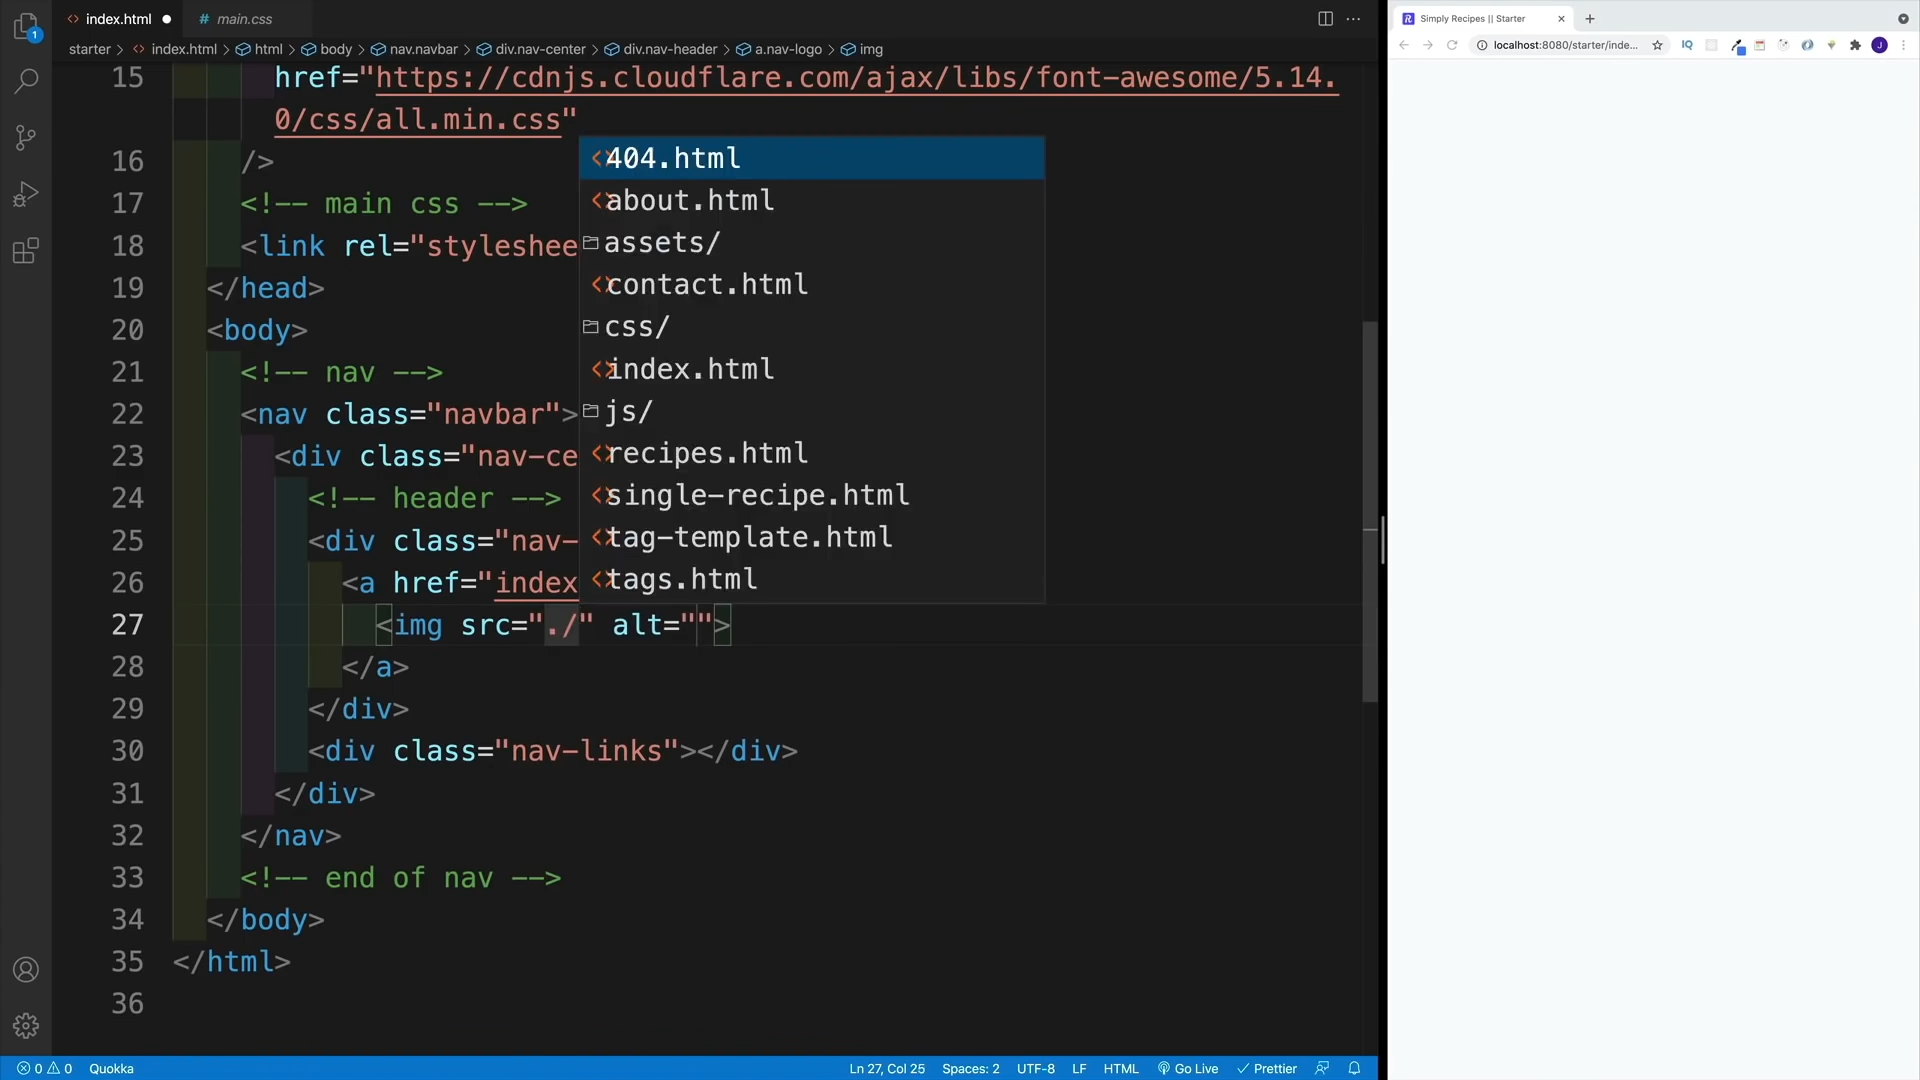 index.html
# main.css
Simply Recipes || Starter
localhost:8080/starter/inde...
IQ
J
1
starter > index.html > html > body > nav.navbar > div.nav-center > div.nav-header > a.nav-logo > img
15 href="https://cdnjs.cloudflare.com/ajax/libs/font-awesome/5.14.
0/css/all.min.css"
16 />
17 <!-- main css -->
18 <link rel="styleshee
19 </head>
20 <body>
21 <!-- nav -->
22 <nav class="navbar">
23 <div class="nav-ce
24 <!-- header -->
25 <div class="nav-
26 <a href="index
27 <img src="./" alt="">
28 </a>
29 </div>
30 <div class="nav-links"></div>
31 </div>
32 </nav>
33 <!-- end of nav -->
34 </body>
35 </html>
36
404.html
about.html
assets/
contact.html
css/
index.html
js/
recipes.html
single-recipe.html
tag-template.html
tags.html
0 0 Quokka
Ln 27, Col 25 Spaces: 2 UTF-8 LF HTML Go Live Prettier